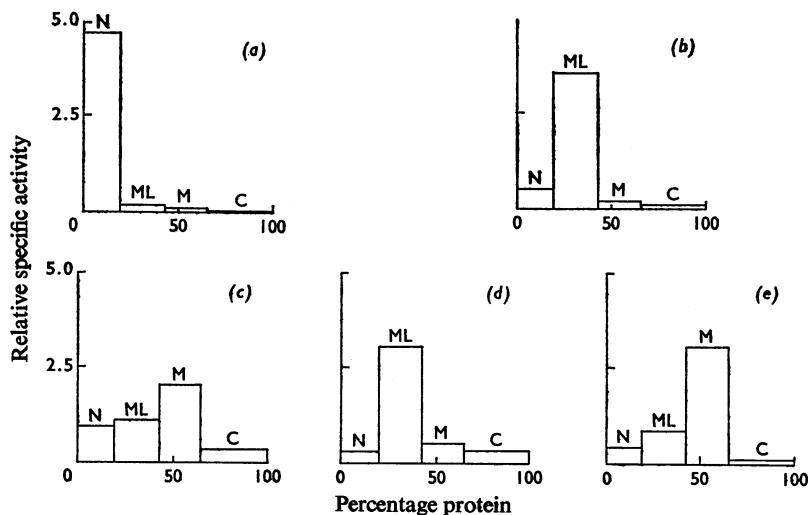 5.0 N (a)
2.5
ML M C
0 50 100
(b)
ML
N M C
0 50 100
Relative specific activity
5.0 (c)
2.5
N ML M C
0 50 100
(d)
ML
N M C
0 50 100
(e)
M
N ML C
0 50 100
Percentage protein